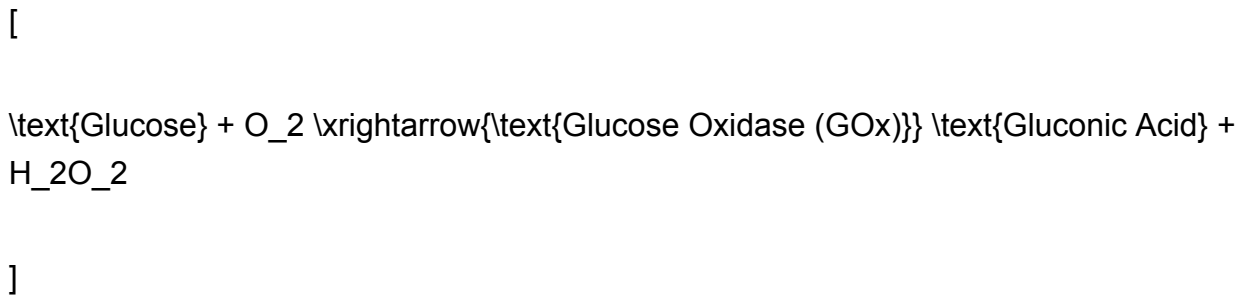 [
\text{Glucose} + O_2 \xrightarrow{\text{Glucose Oxidase (GOx)}} \text{Gluconic Acid} +
H_2O_2
]